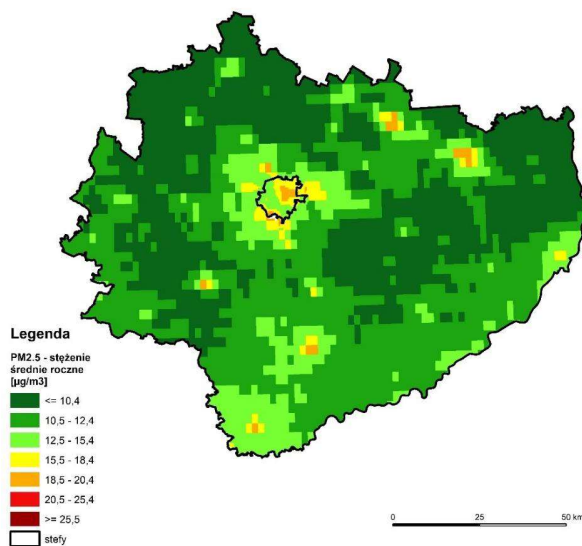 Legenda
PM2.5 - stężenie
średnie roczne
[µg/m3]
<= 10,4
10,5 - 12,4
12,5 - 15,4
15,5 - 18,4
18,5 - 20,4
20,5 - 25,4
>= 25,5
stefy
0 25 50 km